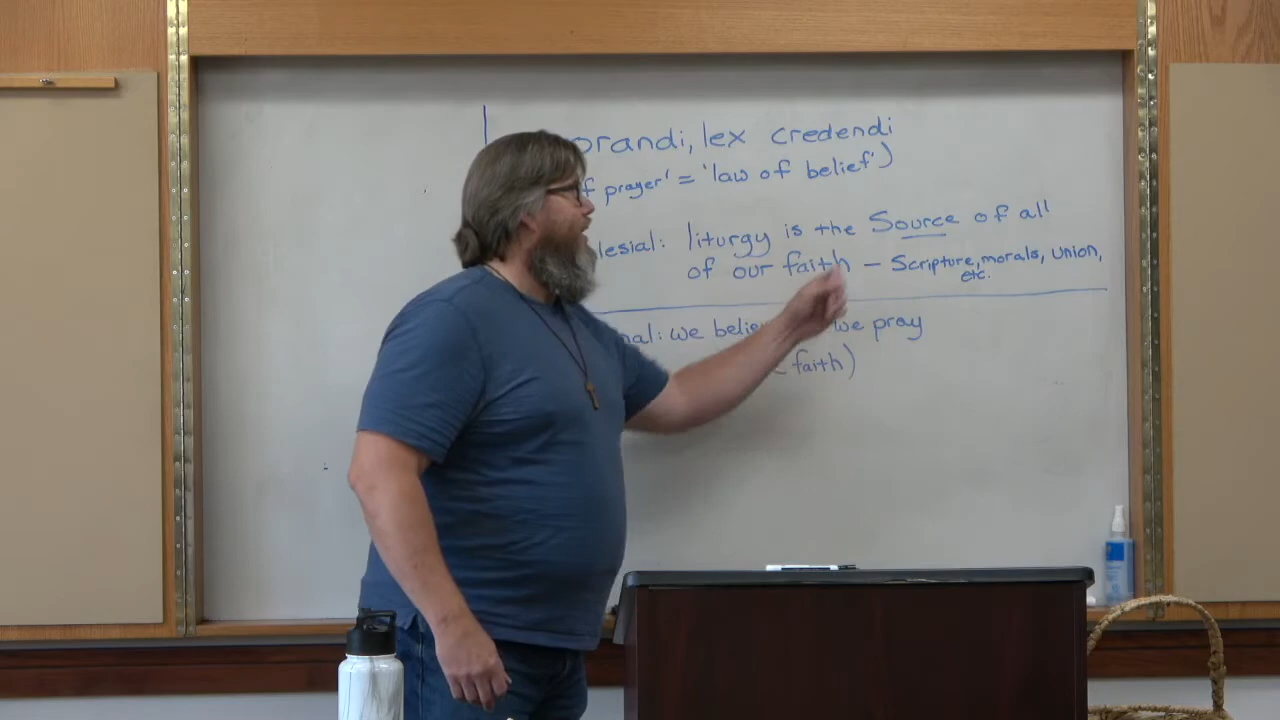 orandi, lex credendi
f prayer' = 'law of belief')
lesial: liturgy is the Source of all
of our faith – Scripture, morals, union,
etc.
nal: we believ we pray
faith)